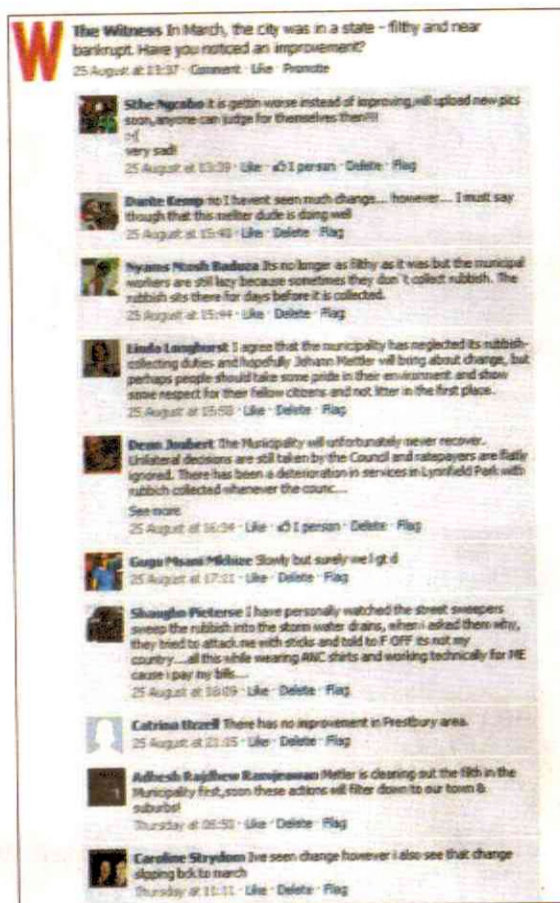 W
The Witness In March, the city was in a state - filthy and near
bankrupt. Have you noticed an improvement?
25 August at 13:37 · Comment · Like · Promote
Sthe Ngcobo it is gettin worse instead of improving,will upload new pics
soon,anyone can judge for themselves then!!!
:-(
very sad!
25 August at 13:39 · Like · 1 person · Delete · Flag
Dante Kemp no I havent seen much change.... however.... I must say
though that this metler dude is doing well
25 August at 15:43 · Like · Delete · Flag
Nyams Ntosh Baduza Its no longer as filthy as it was but the municipal
workers are still lazy because sometimes they don`t collect rubbish. The
rubbish sits there for days before it is collected.
25 August at 15:44 · Like · Delete · Flag
Linda Longhurst I agree that the municipality has neglected its rubbish-
collecting duties and hopefully Johann Mettler will bring about change, but
perhaps people should take some pride in their environment and show
some respect for their fellow citizens and not litter in the first place.
25 August at 15:58 · Like · Delete · Flag
Dean Joubert The Municipality will unfortunately never recover.
Unilateral decisions are still taken by the Council and ratepayers are flatly
ignored. There has been a deterioration in services in Lynnfield Park with
rubbish collected whenever the counc....
See more
25 August at 16:34 · Like · 1 person · Delete · Flag
Gugu Msani Mkhize Slowly but surely we l gt d
25 August at 17:21 · Like · Delete · Flag
Shaughn Pieterse I have personally watched the street sweepers
sweep the rubbish into the storm water drains, when i asked them why,
they tried to attack me with sticks and told to F OFF its not my
country....all this while wearing ANC shirts and working technically for ME
cause i pay my bills....
25 August at 18:09 · Like · Delete · Flag
Catrina There has no improvement in Prestbury area.
25 August at 21:15 · Like · Delete · Flag
Adhesh Rajdhew Metler is cleaning out the filth in the
Municipality first,soon these actions will filter down to our town &
suburbs!
Thursday at 06:50 · Like · Delete · Flag
Caroline Strydom Ive seen change however i also see that change
slipping bck to march
Thursday at 11:11 · Like · Delete · Flag